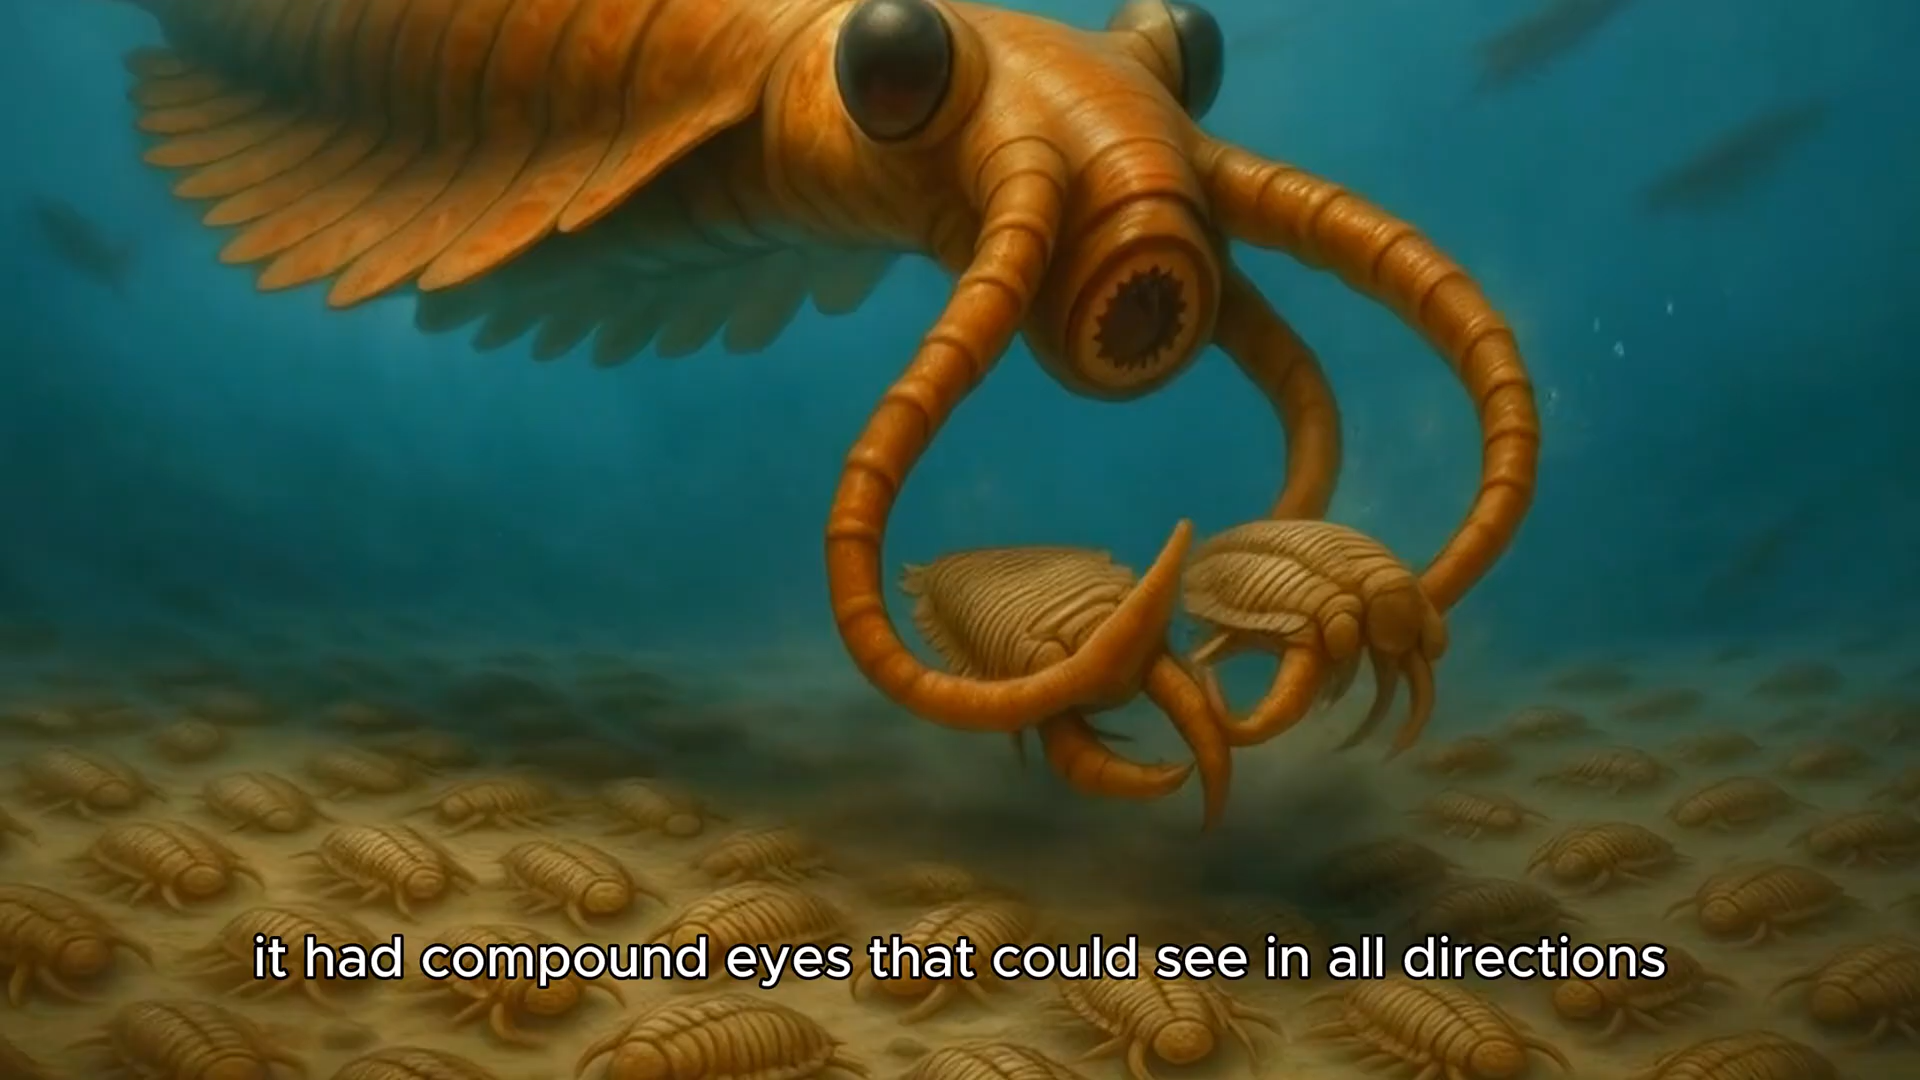 it had compound eyes that could see in all directions